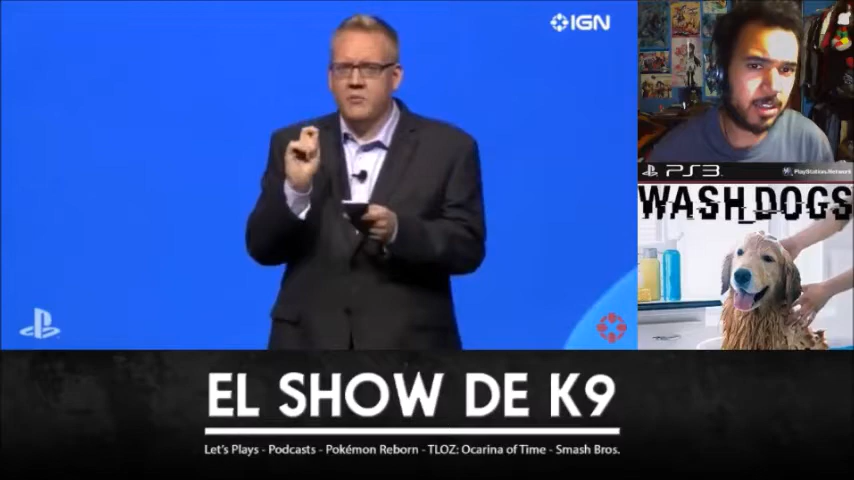 IGN
PS3
PlayStation Network
WASH_DOGS
EL SHOW DE K9
Let's Plays - Podcasts - Pokémon Reborn - TLOZ: Ocarina of Time - Smash Bros.